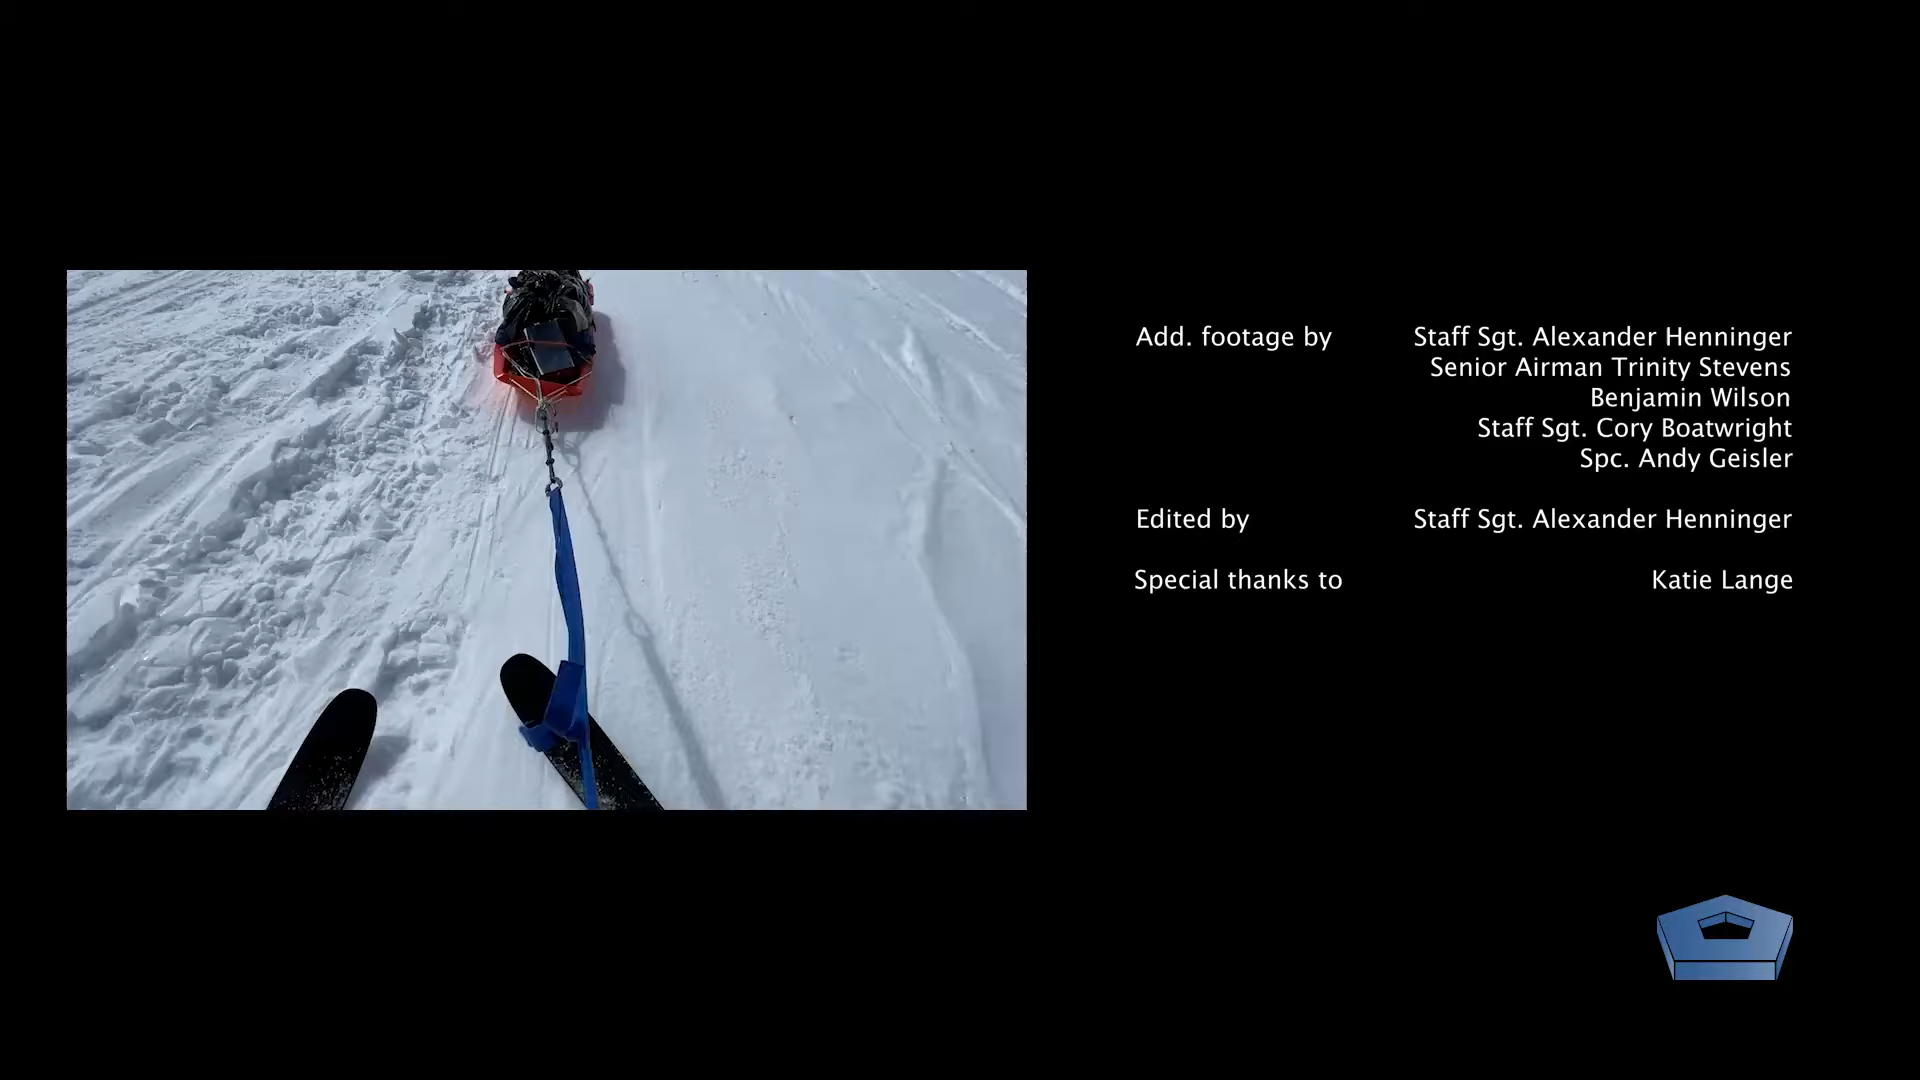 Add. footage by Staff Sgt. Alexander Henninger
Senior Airman Trinity Stevens
Benjamin Wilson
Staff Sgt. Cory Boatwright
Spc. Andy Geisler
Edited by Staff Sgt. Alexander Henninger
Special thanks to Katie Lange